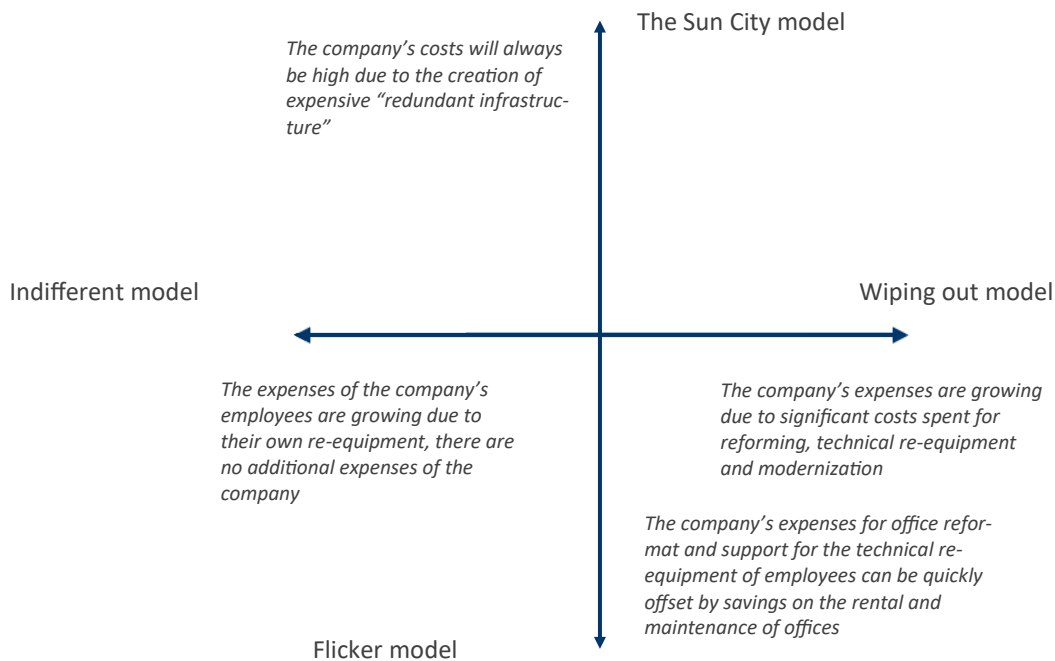 The Sun City model
The company’s costs will always
be high due to the creation of
expensive “redundant infrastruc-
ture”
Indifferent model
Wiping out model
The expenses of the company’s
employees are growing due to
their own re-equipment, there are
no additional expenses of the
company
The company’s expenses are growing
due to significant costs spent for
reforming, technical re-equipment
and modernization
The company’s expenses for office refor-
mat and support for the technical re-
equipment of employees can be quickly
offset by savings on the rental and
maintenance of offices
Flicker model